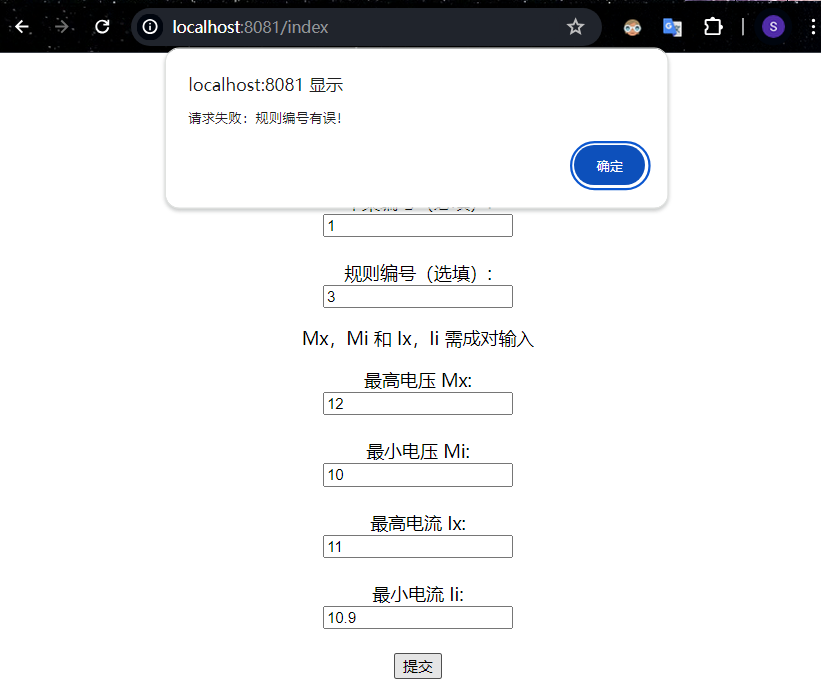 localhost:8081/index
S
localhost:8081 显示
请求失败：规则编号有误！
确定
1
规则编号（选填）：
3
Mx，Mi 和 Ix，Ii 需成对输入
最高电压 Mx:
12
最小电压 Mi:
10
最高电流 Ix:
11
最小电流 Ii:
10.9
提交